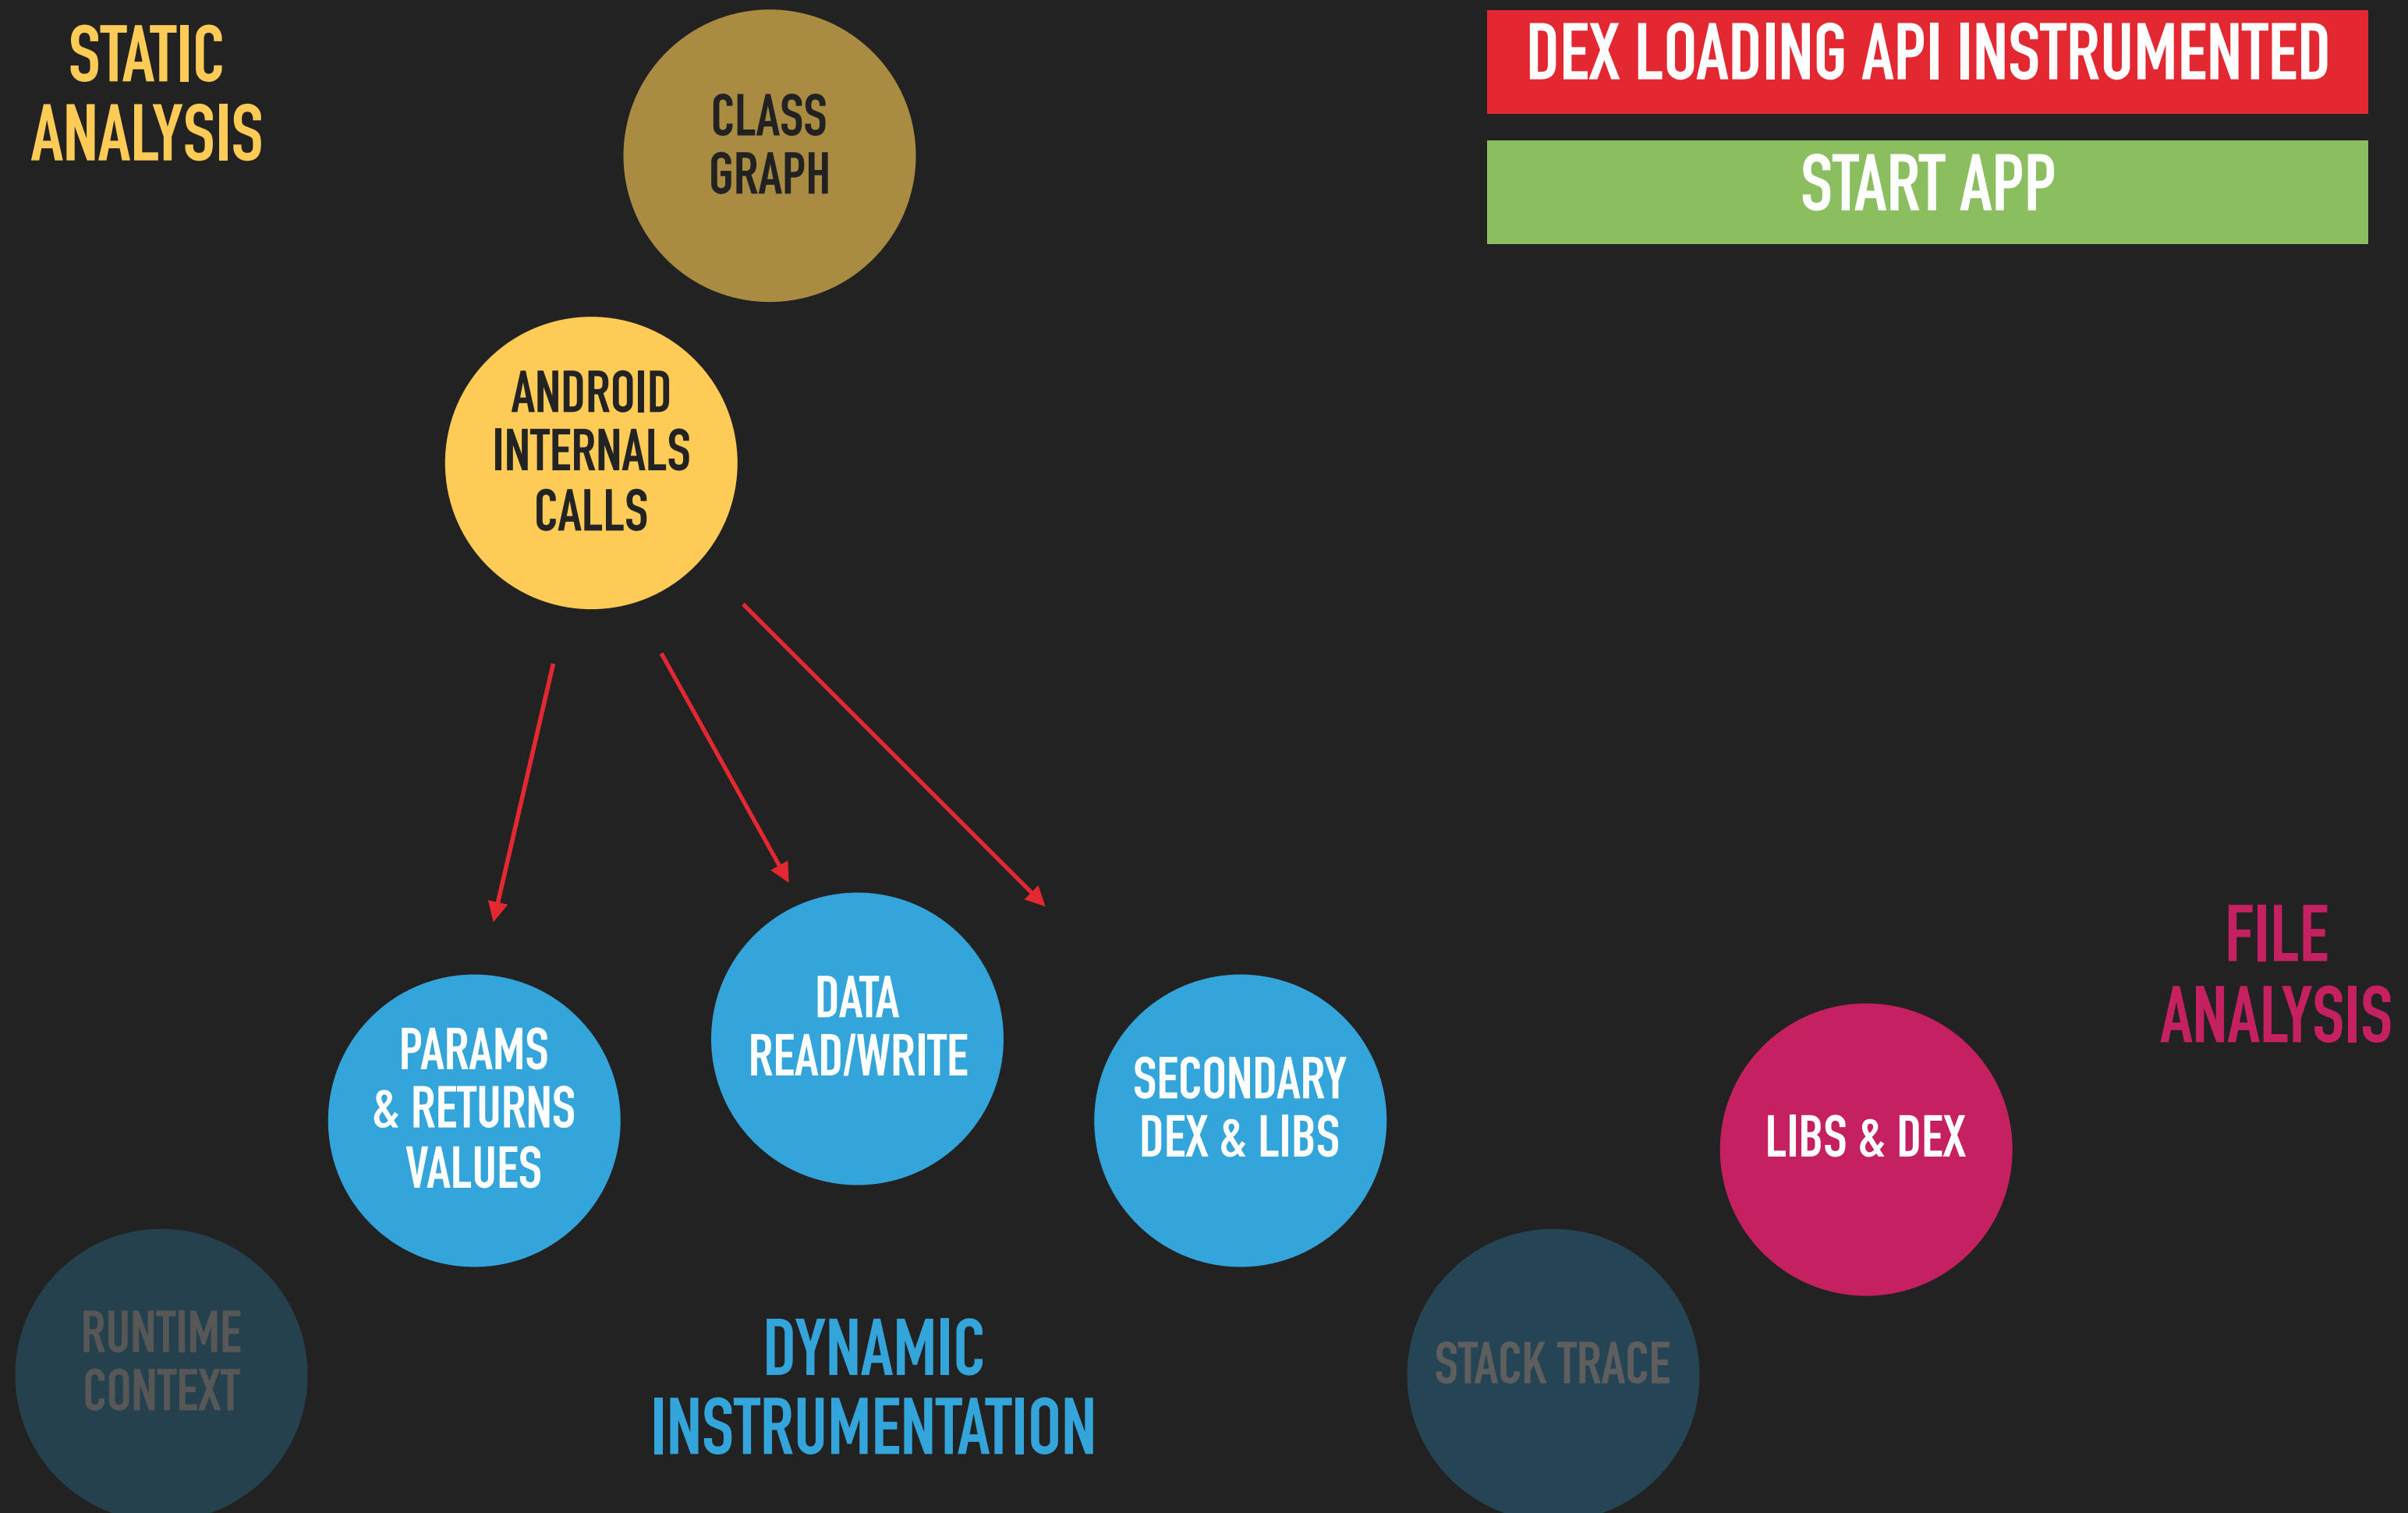 STATIC
ANALYSIS
CLASS
GRAPH
DEX LOADING API INSTRUMENTED
START APP
ANDROID
INTERNALS
CALLS
PARAMS
& RETURNS
VALUES
DATA
READ/WRITE
SECONDARY
DEX & LIBS
LIBS & DEX
FILE
ANALYSIS
RUNTIME
CONTEXT
DYNAMIC
INSTRUMENTATION
STACK TRACE